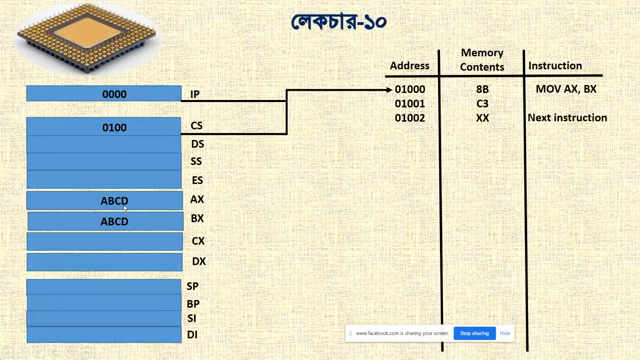 লেকচার-১০
Address Memory Contents Instruction
0000 IP
01000 8B MOV AX, BX
01001 C3
01002 XX Next instruction
0100 CS
DS
SS
ES
ABCD AX
ABCD BX
CX
DX
SP
BP
SI
DI
www.facebook.com is sharing your screen. Stop sharing Hide